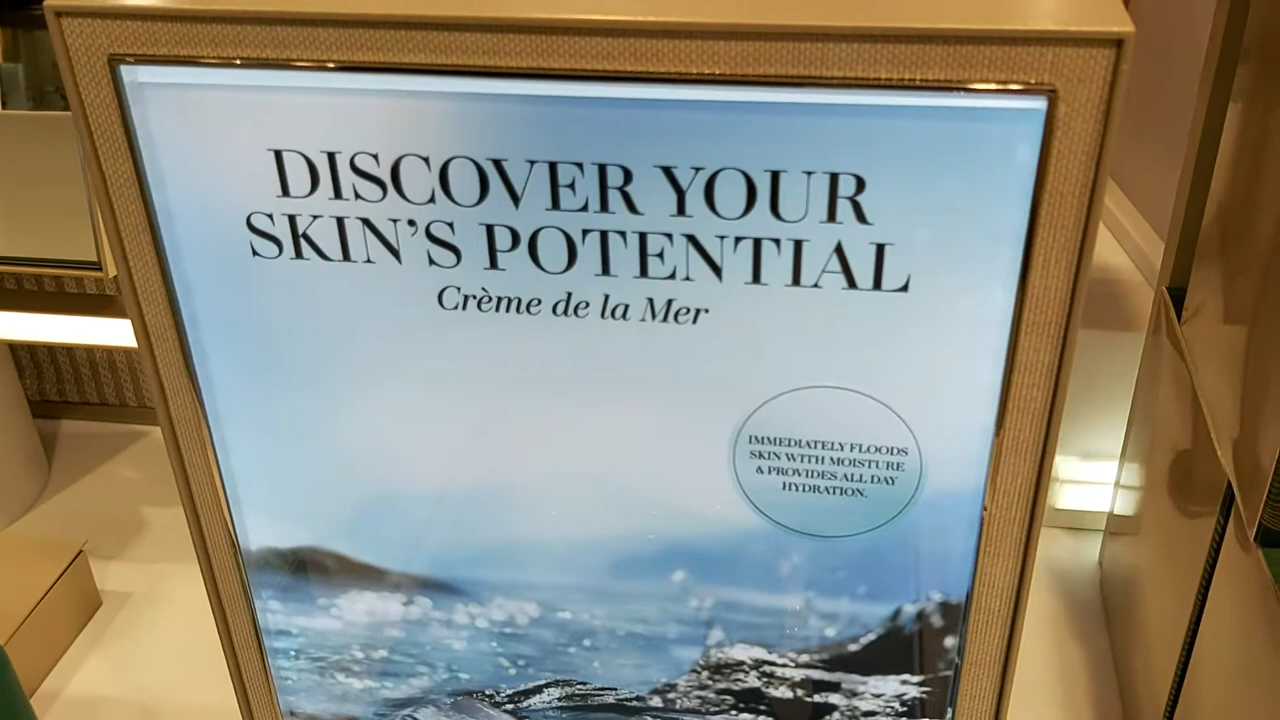 DISCOVER YOUR
SKIN'S POTENTIAL
Crème de la Mer
IMMEDIATELY FLOODS
SKIN WITH MOISTURE
& PROVIDES ALL DAY
HYDRATION.